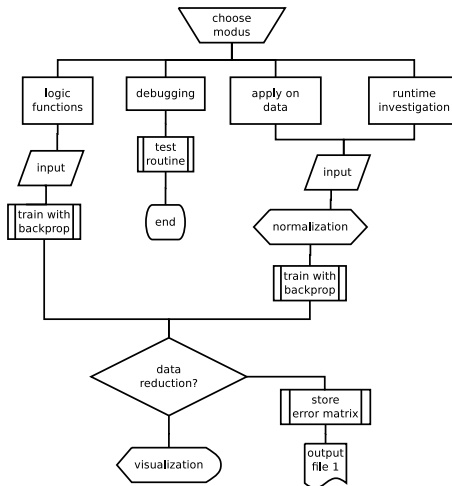 choose
modus
logic
functions
debugging
apply on
data
runtime
investigation
input
test
routine
input
train with
backprop
end
normalization
train with
backprop
data
reduction?
store
error matrix
visualization
output
file 1